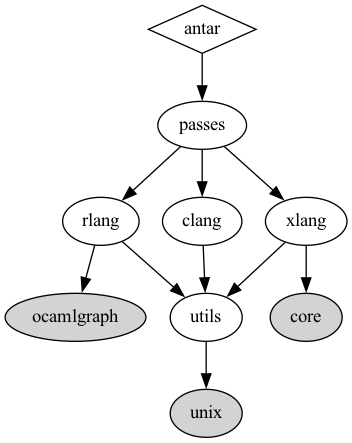 antar
passes
rlang
clang
xlang
ocamlgraph
utils
core
unix